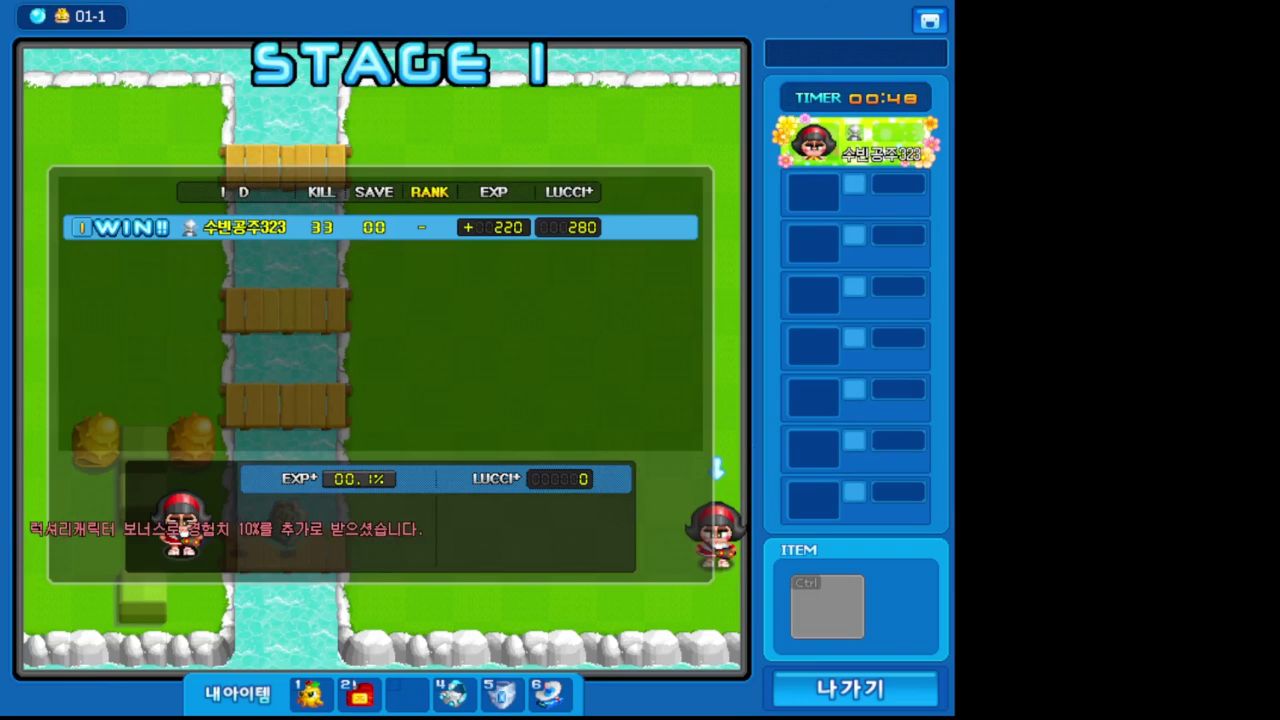 01-1
STAGE 1
TIMER 00:48
수빈공주323
I D KILL SAVE RANK EXP LUCCI+
1 WIN!! 수빈공주323 33 00 - +00220 000280
EXP+ 00.1% LUCCI+ 0000000
럭셔리캐릭터 보너스로 경험치 10%를 추가로 받으셨습니다.
ITEM
Ctrl
내아이템 1 2 4 5 6
나가기